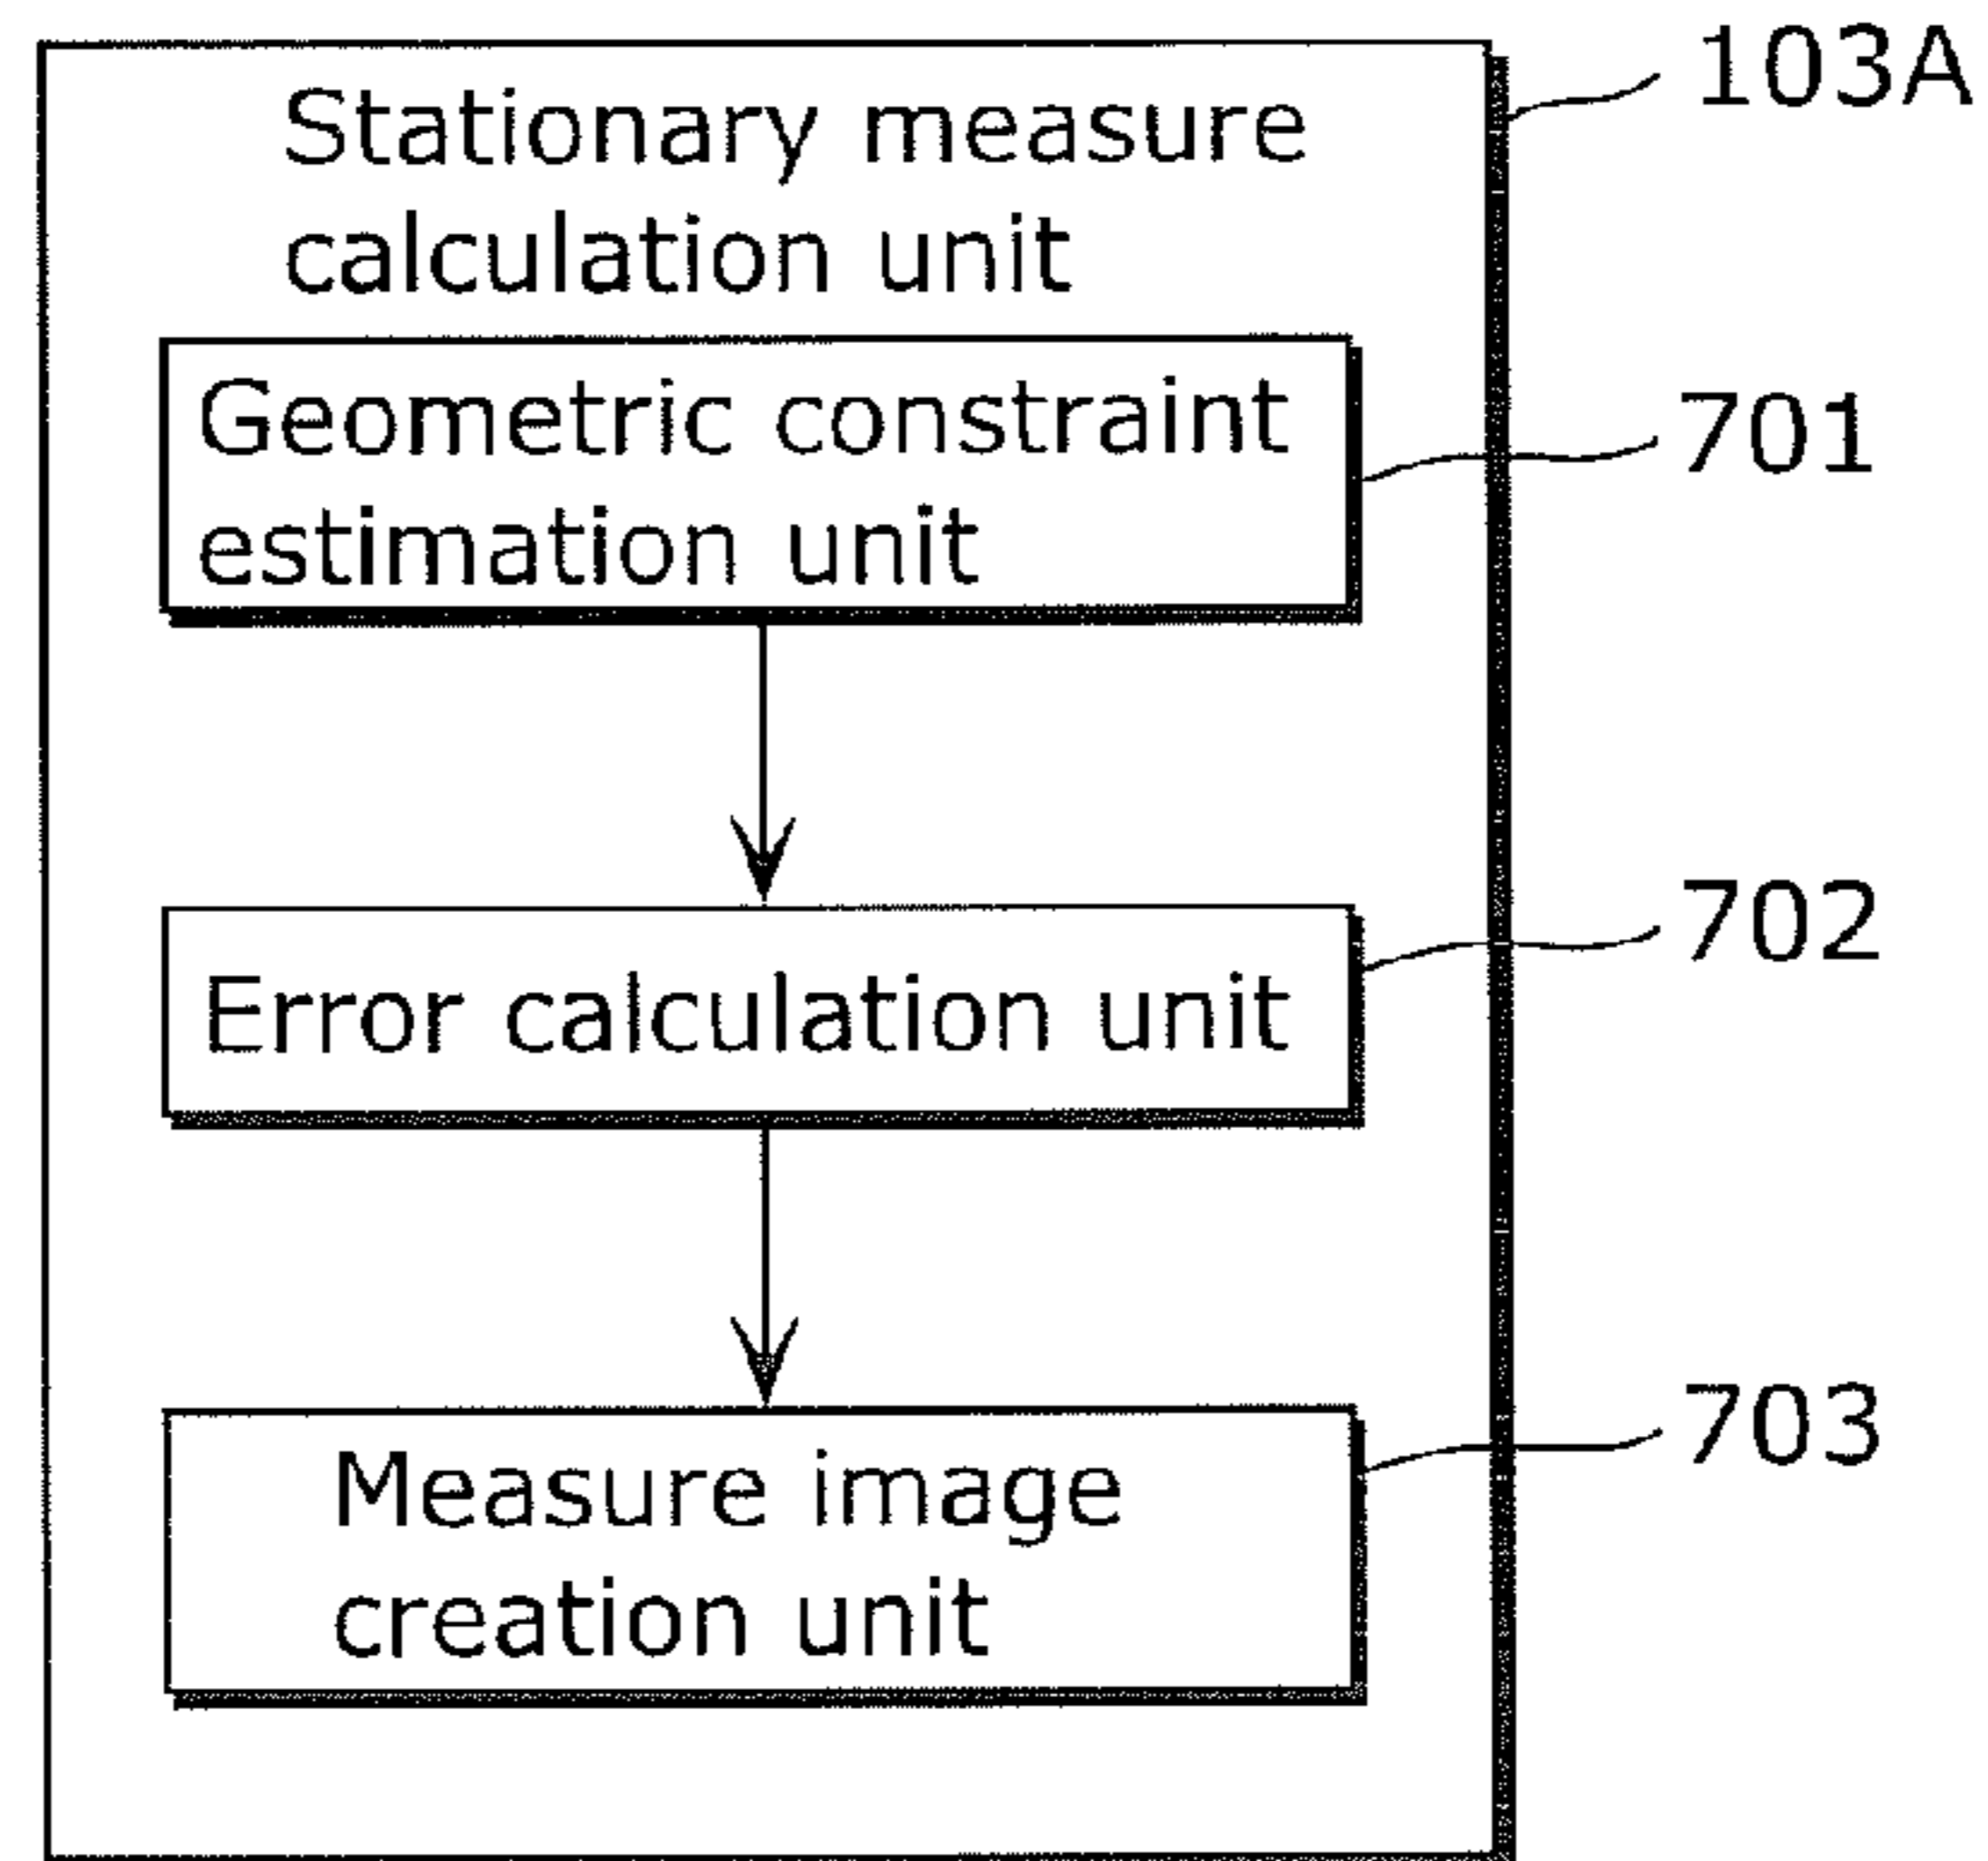 103A
Stationary measure
calculation unit
Geometric constraint
estimation unit
701
Error calculation unit
702
Measure image
creation unit
703